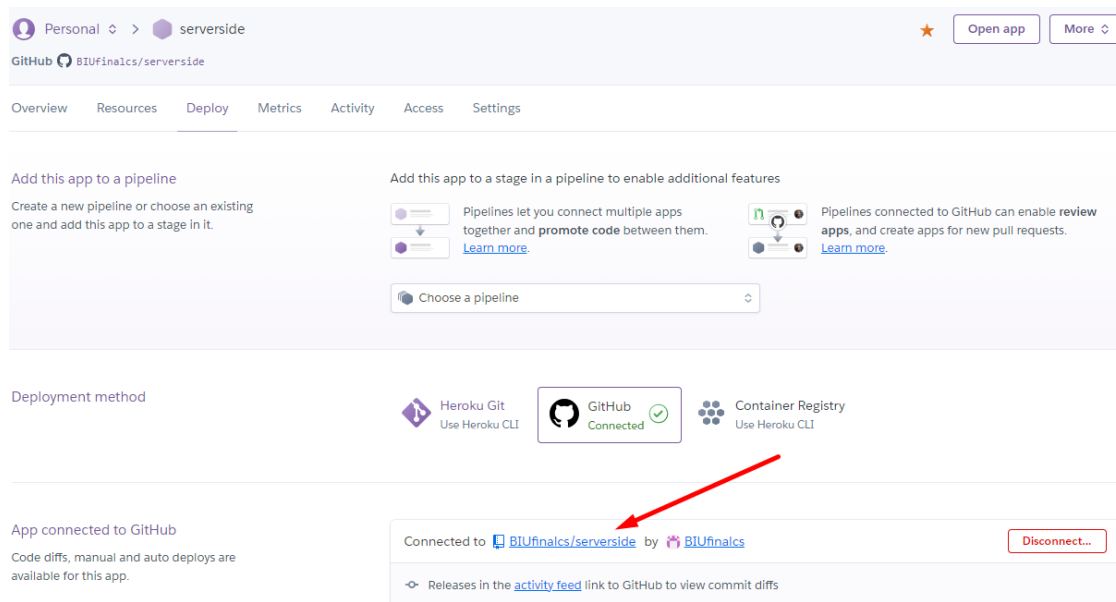 Personal > serverside
Open app
More
GitHub BIUfinalcs/serverside
Overview Resources Deploy Metrics Activity Access Settings
Add this app to a pipeline
Create a new pipeline or choose an existing
one and add this app to a stage in it.
Add this app to a stage in a pipeline to enable additional features
Pipelines let you connect multiple apps
together and promote code between them.
Learn more.
Pipelines connected to GitHub can enable review
apps, and create apps for new pull requests.
Learn more.
Choose a pipeline
Deployment method
Heroku Git
Use Heroku CLI
GitHub
Connected
Container Registry
Use Heroku CLI
App connected to GitHub
Code diffs, manual and auto deploys are
available for this app.
Connected to BIUfinalcs/serverside by BIUfinalcs
Disconnect...
Releases in the activity feed link to GitHub to view commit diffs